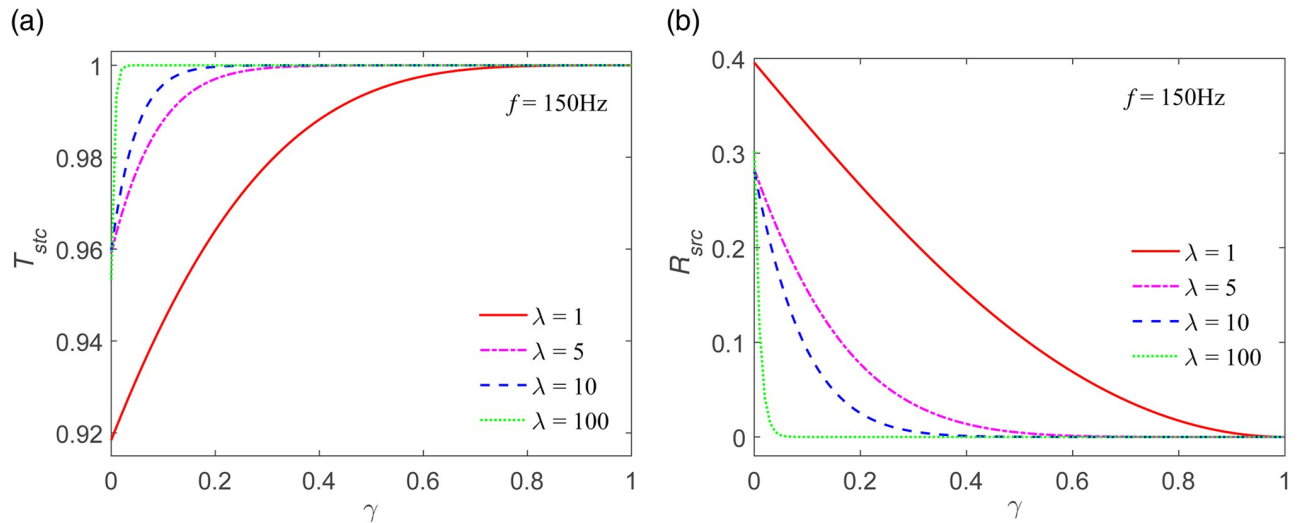 (a)
1
0.98
0.96
0.94
0.92
T_stc
f = 150Hz
λ = 1
λ = 5
λ = 10
λ = 100
0 0.2 0.4 0.6 0.8 1
γ
(b)
0.4
0.3
0.2
0.1
0
R_src
f = 150Hz
λ = 1
λ = 5
λ = 10
λ = 100
0 0.2 0.4 0.6 0.8 1
γ